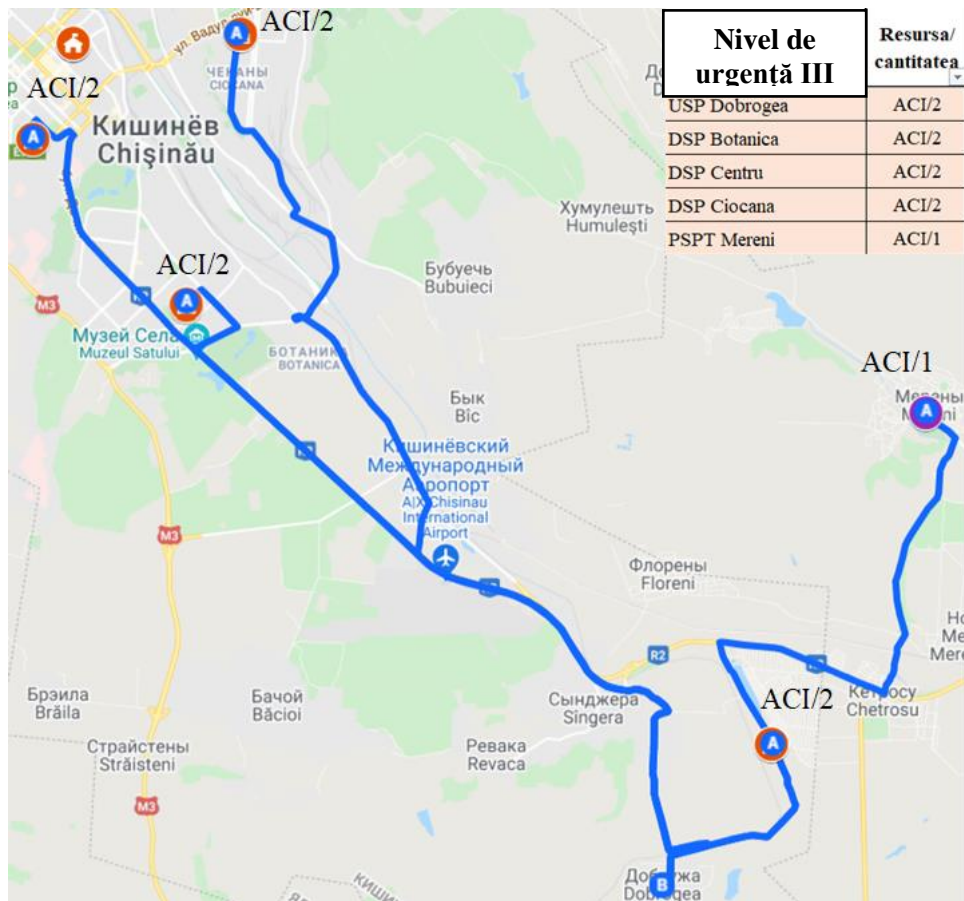 ACI/2
ул. Вадул
ЧЕКАНЫ
CIOCANA
ACI/2
Кишинёв
Chişinău
Nivel de
urgență III
Resursa/
cantitatea
USP Dobrogea ACI/2
DSP Botanica ACI/2
DSP Centru ACI/2
DSP Ciocana ACI/2
PSPT Mereni ACI/1
Хумулешть
Humulești
Бубуечь
Bubuieci
ACI/2
A
A
A
M3
Музей Села
Muzeul Satului
БОТАНИКА
BOTANICA
ACI/1
A
Бык
Bîc
Кишинёвский
Международный
Аэропорт
AIX Chisinau
International
Airport
M3
Флорены
Floreni
R2
Брэила
Brăila
Бачой
Băcioi
Сынджера
Sîngera
ACI/2
Кетросу
Chetrosu
Страйстены
Străisteni
Ревака
Revaca
A
M3
B
Dobrogea